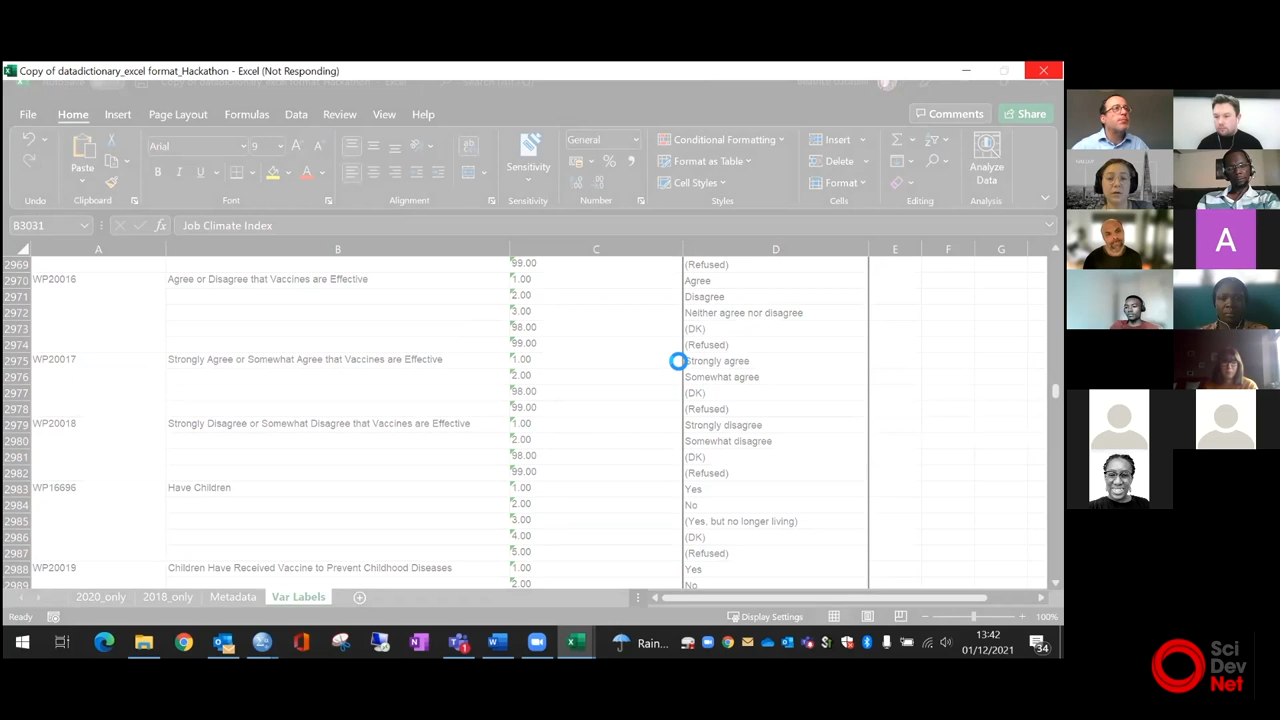 Copy of datadictionary_excel format_Hackathon - Excel (Not Responding)
File Home Insert Page Layout Formulas Data Review View Help Comments Share
Undo
Paste
Clipboard
Arial 9
B I U
Font
Alignment
Sensitivity
Sensitivity
General
Number
Conditional Formatting
Format as Table
Cell Styles
Styles
Insert
Delete
Format
Cells
Editing
Analyze
Data
Analysis
B3031 fx Job Climate Index
A B C D E F G H
2969 99.00 (Refused)
2970 WP20016 Agree or Disagree that Vaccines are Effective 1.00 Agree
2971 2.00 Disagree
2972 3.00 Neither agree nor disagree
2973 98.00 (DK)
2974 99.00 (Refused)
2975 WP20017 Strongly Agree or Somewhat Agree that Vaccines are Effective 1.00 Strongly agree
2976 2.00 Somewhat agree
2977 98.00 (DK)
2978 99.00 (Refused)
2979 WP20018 Strongly Disagree or Somewhat Disagree that Vaccines are Effective 1.00 Strongly disagree
2980 2.00 Somewhat disagree
2981 98.00 (DK)
2982 99.00 (Refused)
2983 WP16696 Have Children 1.00 Yes
2984 2.00 No
2985 3.00 (Yes, but no longer living)
2986 4.00 (DK)
2987 5.00 (Refused)
2988 WP20019 Children Have Received Vaccine to Prevent Childhood Diseases 1.00 Yes
2989 2.00 No
2020_only 2018_only Metadata Var Labels
Ready Display Settings 100%
Rain... 13:42
01/12/2021 34
A
Sci
Dev
Net